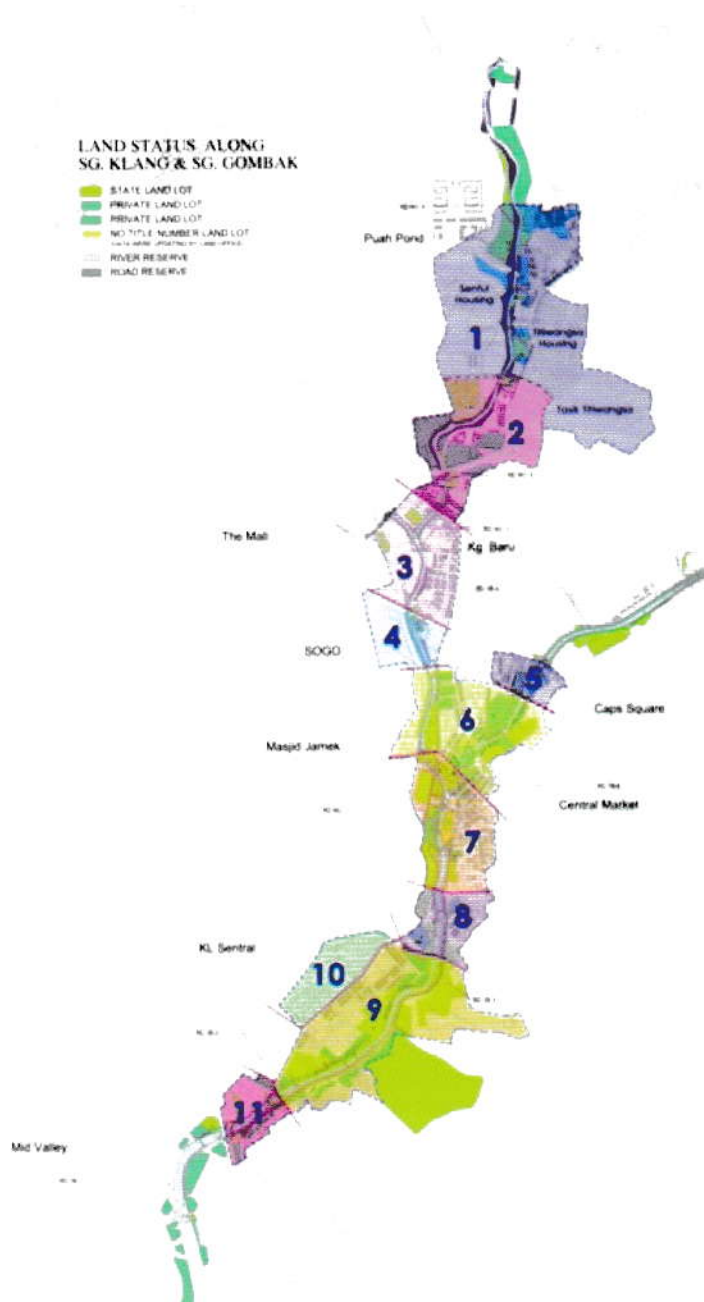 LAND STATUS ALONG
SG. KLANG & SG. GOMBAK
STATE LAND LOT
PRIVATE LAND LOT
PRIVATE LAND LOT
NO TITLE NUMBER LAND LOT
RIVER RESERVE
ROAD RESERVE
Puah Pond
Sentul
Housing
Titiwangsa
Housing
1
Tasik Titiwangsa
2
The Mall
Kg. Baru
3
4
SOGO
5
Caps Square
6
Masjid Jamek
Central Market
7
8
KL Sentral
10
9
11
Mid Valley